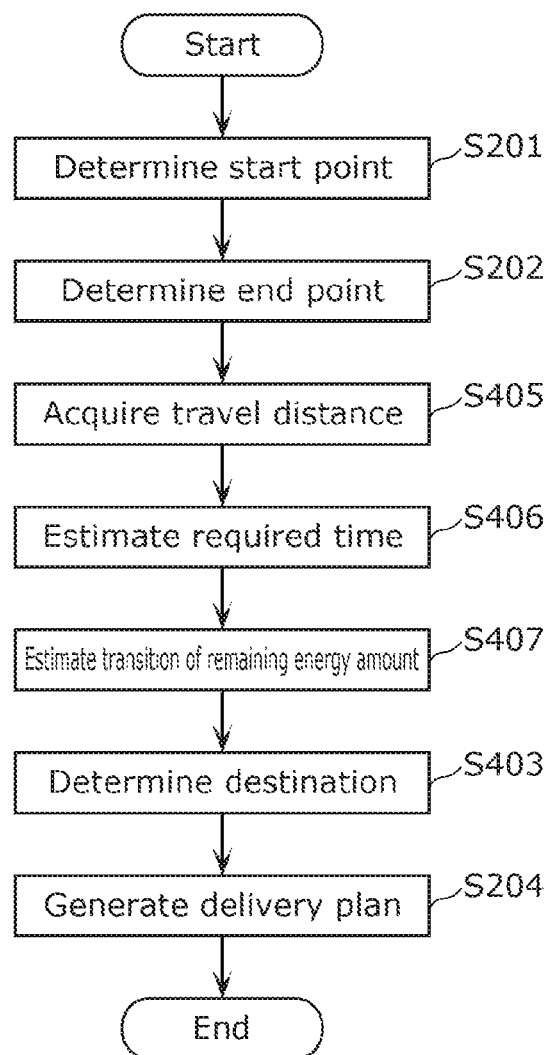 Start
Determine start point
S201
Determine end point
S202
Acquire travel distance
S405
Estimate required time
S406
Estimate transition of remaining energy amount
S407
Determine destination
S403
Generate delivery plan
S204
End